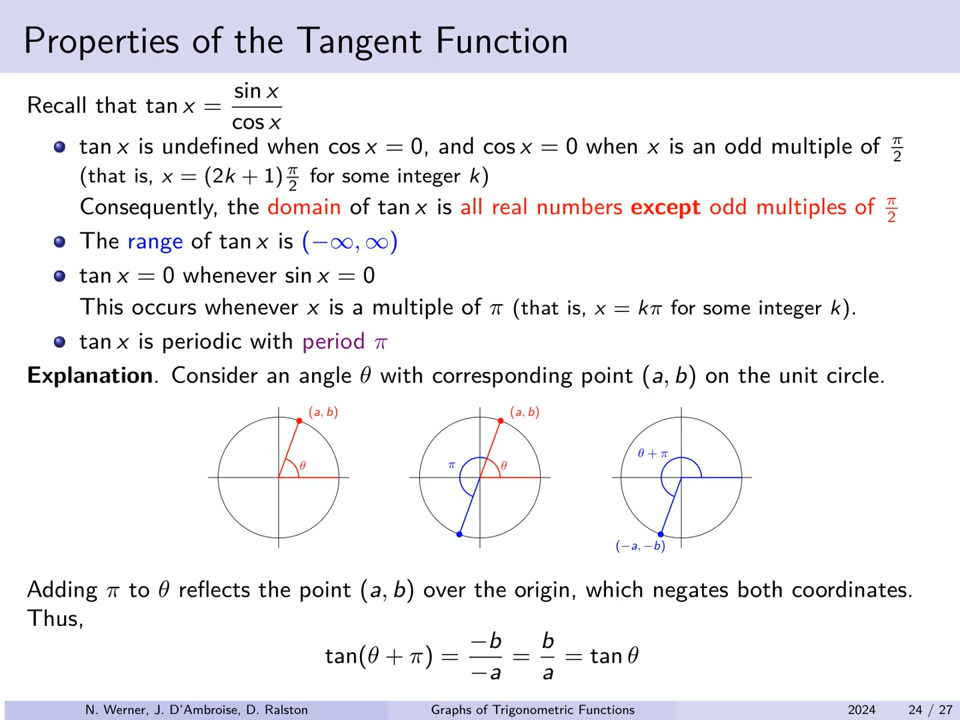 Properties of the Tangent Function
Recall that tan x = sin x / cos x
tan x is undefined when cos x = 0, and cos x = 0 when x is an odd multiple of π/2
(that is, x = (2k + 1)π/2 for some integer k)
Consequently, the domain of tan x is all real numbers except odd multiples of π/2
The range of tan x is (−∞, ∞)
tan x = 0 whenever sin x = 0
This occurs whenever x is a multiple of π (that is, x = kπ for some integer k).
tan x is periodic with period π
Explanation. Consider an angle θ with corresponding point (a, b) on the unit circle.
(a, b)
θ
(a, b)
π
θ
θ + π
(−a, −b)
Adding π to θ reflects the point (a, b) over the origin, which negates both coordinates.
Thus,
tan(θ + π) = −b / −a = b / a = tan θ
N. Werner, J. D'Ambroise, D. Ralston Graphs of Trigonometric Functions 2024 24 / 27